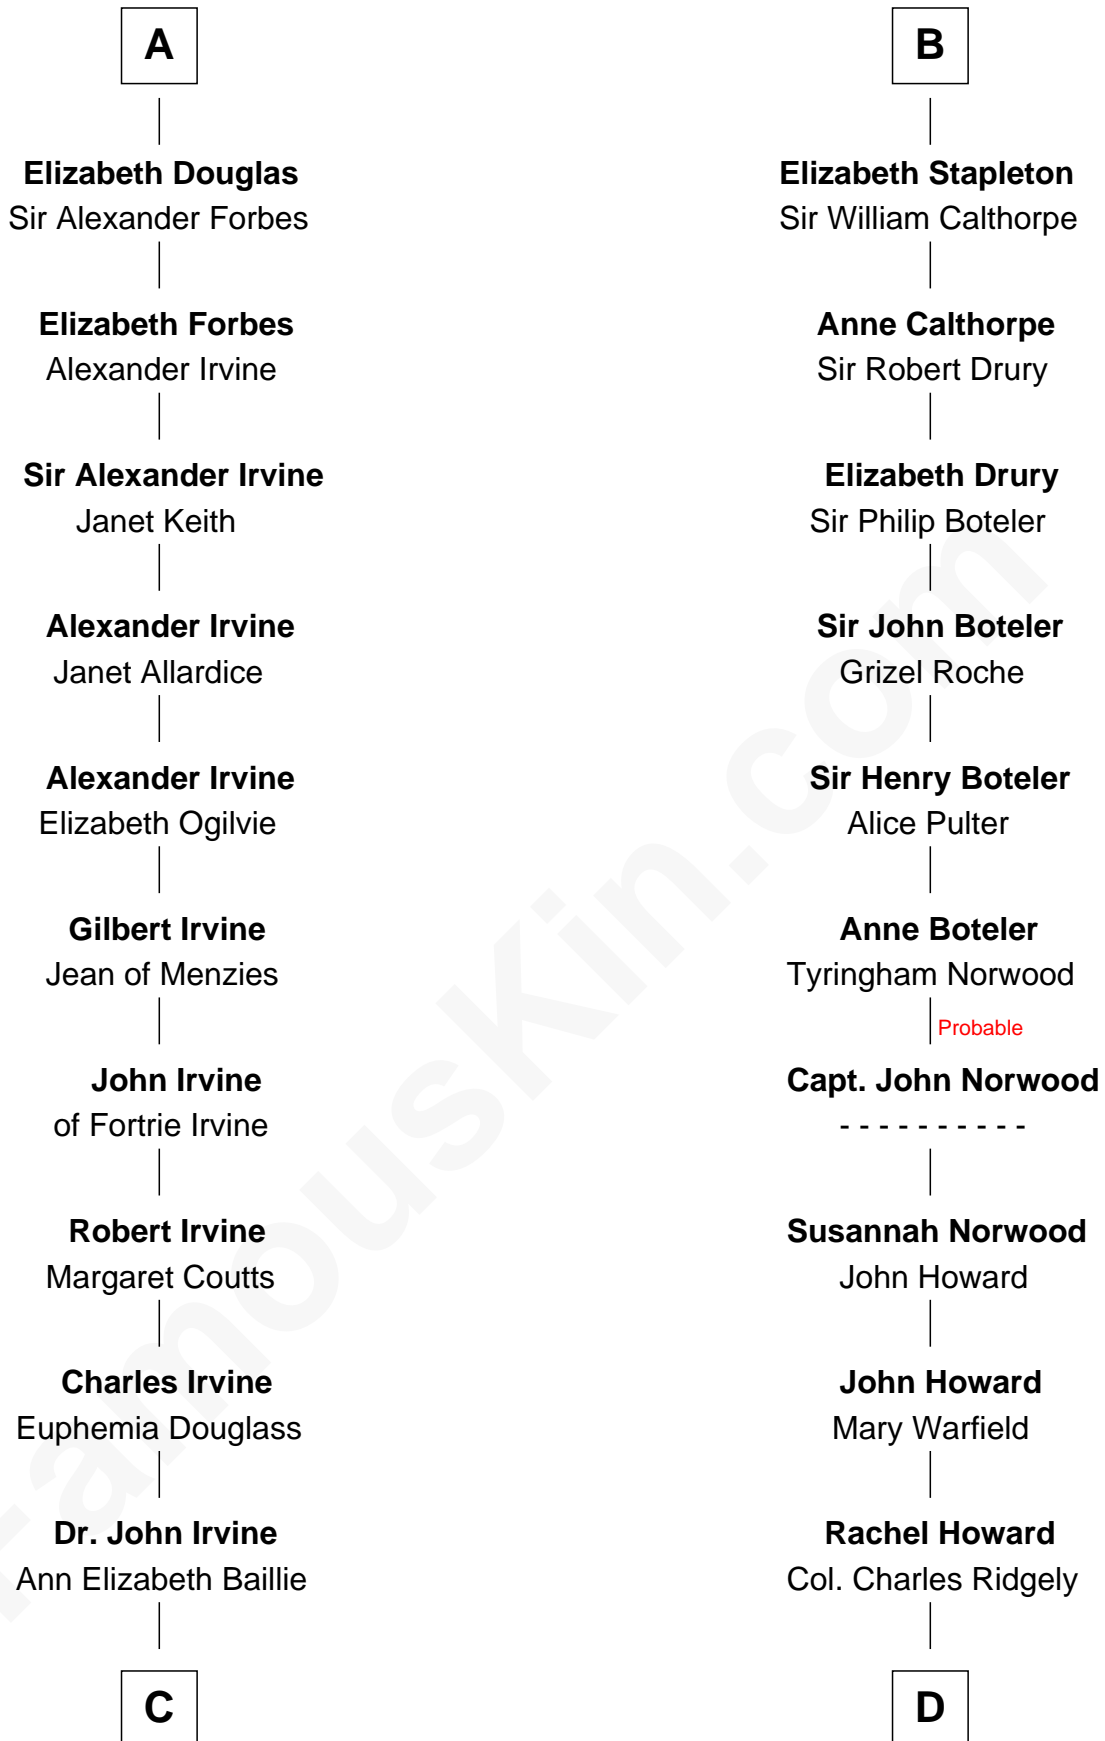 A
Elizabeth Douglas
Sir Alexander Forbes
Elizabeth Forbes
Alexander Irvine
Sir Alexander Irvine
Janet Keith
Alexander Irvine
Janet Allardice
Alexander Irvine
Elizabeth Ogilvie
Gilbert Irvine
Jean of Menzies
John Irvine
of Fortrie Irvine
Robert Irvine
Margaret Coutts
Charles Irvine
Euphemia Douglass
Dr. John Irvine
Ann Elizabeth Baillie
C
B
Elizabeth Stapleton
Sir William Calthorpe
Anne Calthorpe
Sir Robert Drury
Elizabeth Drury
Sir Philip Boteler
Sir John Boteler
Grizel Roche
Sir Henry Boteler
Alice Pulter
Anne Boteler
Tyringham Norwood
Probable
Capt. John Norwood
- - - - - - - - - -
Susannah Norwood
John Howard
John Howard
Mary Warfield
Rachel Howard
Col. Charles Ridgely
D
FamousKin.com